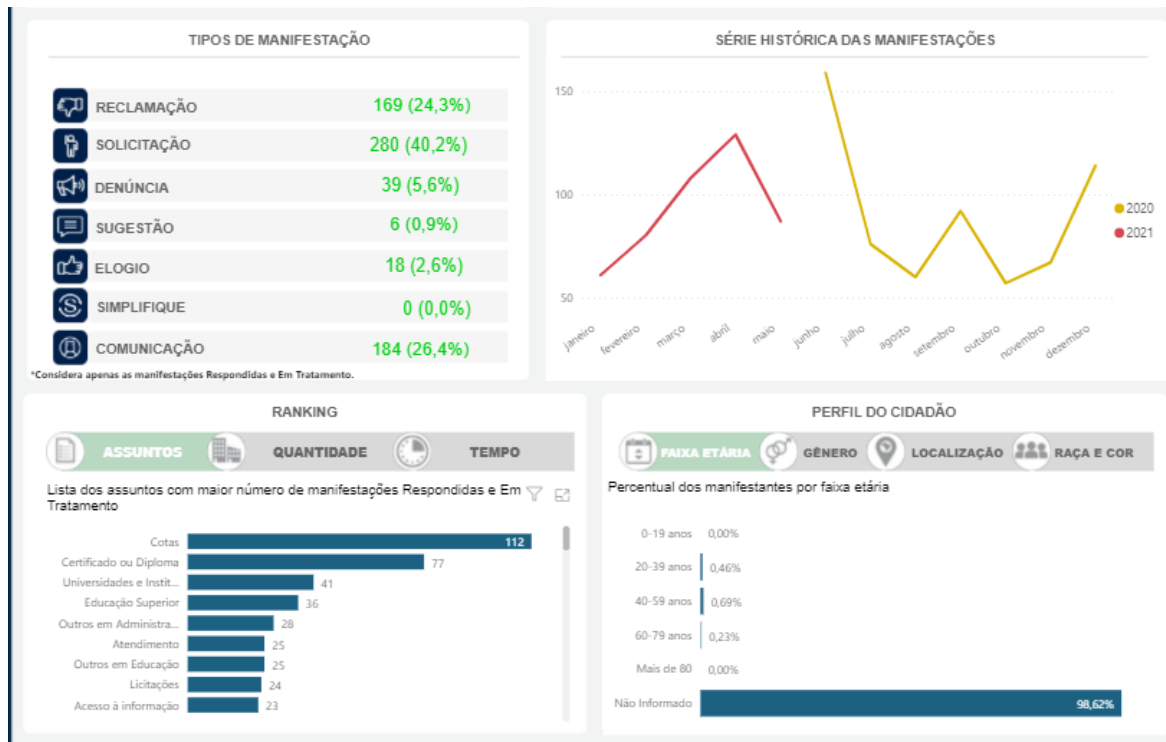 TIPOS DE MANIFESTAÇÃO
RECLAMAÇÃO 169 (24,3%)
SOLICITAÇÃO 280 (40,2%)
DENÚNCIA 39 (5,6%)
SUGESTÃO 6 (0,9%)
ELOGIO 18 (2,6%)
SIMPLIFIQUE 0 (0,0%)
COMUNICAÇÃO 184 (26,4%)
*Considera apenas as manifestações Respondidas e Em Tratamento.
SÉRIE HISTÓRICA DAS MANIFESTAÇÕES
150
100
50
2020
2021
janeiro fevereiro março abril maio junho julho agosto setembro outubro novembro dezembro
RANKING
ASSUNTOS QUANTIDADE TEMPO
Lista dos assuntos com maior número de manifestações Respondidas e Em
Tratamento
Cotas 112
Certificado ou Diploma 77
Universidades e Instit... 41
Educação Superior 36
Outros em Administra... 28
Atendimento 25
Outros em Educação 25
Licitações 24
Acesso à informação 23
PERFIL DO CIDADÃO
FAIXA ETÁRIA GÊNERO LOCALIZAÇÃO RAÇA E COR
Percentual dos manifestantes por faixa etária
0-19 anos 0,00%
20-39 anos 0,46%
40-59 anos 0,69%
60-79 anos 0,23%
Mais de 80 0,00%
Não Informado 98,62%